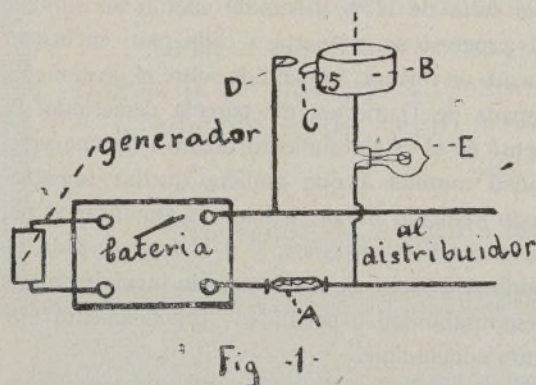 D
25
B
C
generador
E
bateria
al
distribuidor
A
Fig -1-